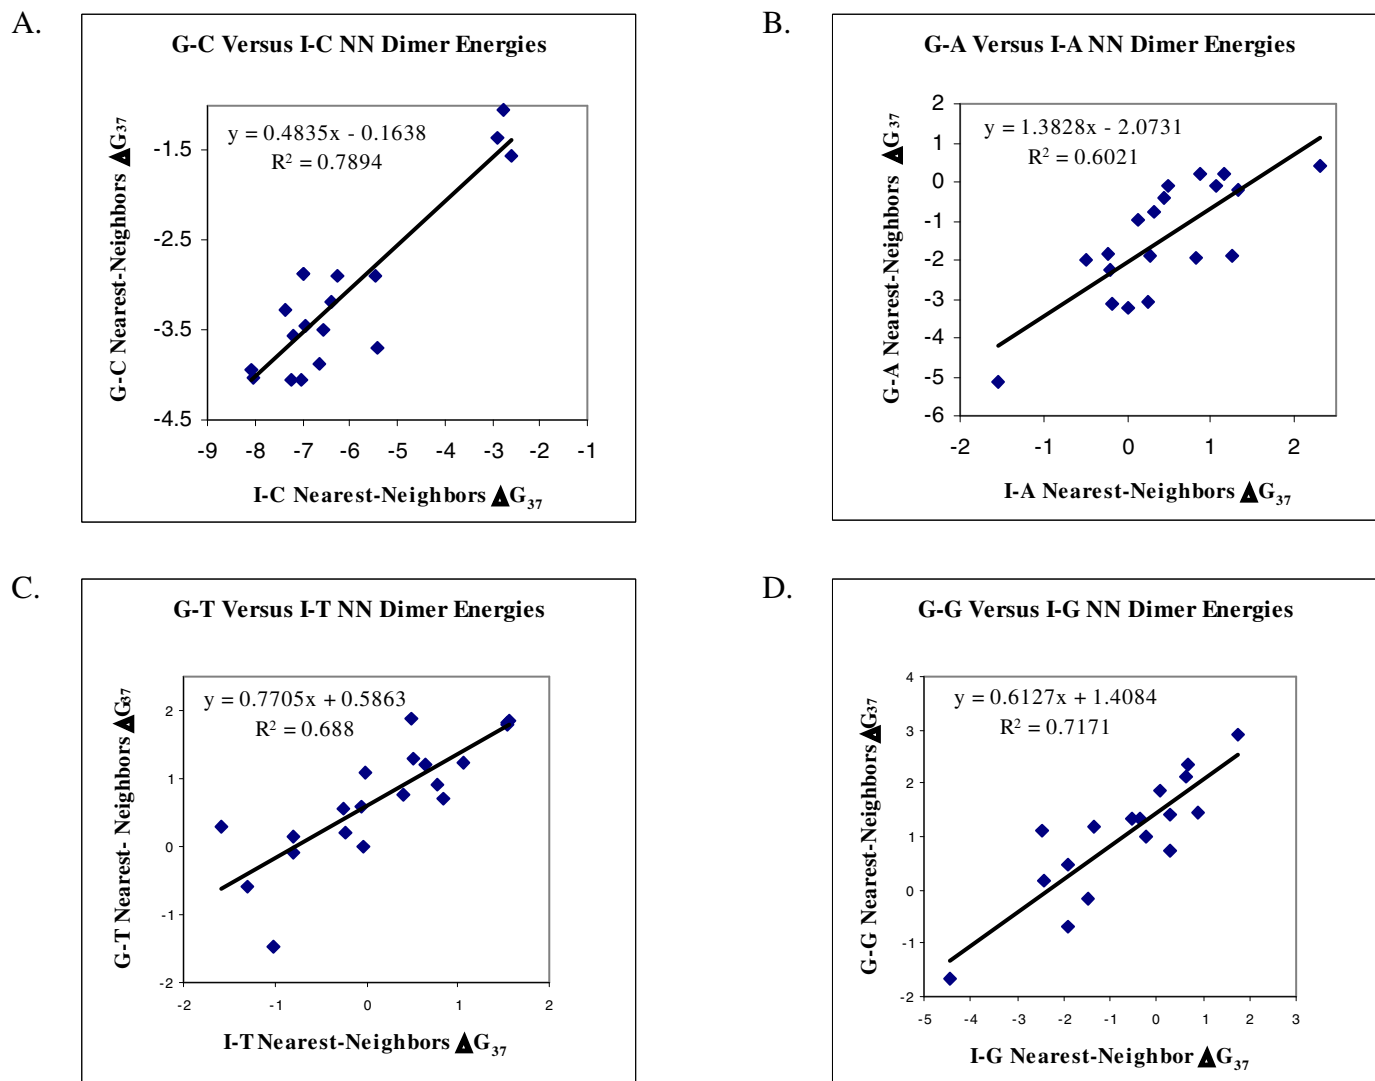 A.
G-C Versus I-C NN Dimer Energies
y = 0.4835x - 0.1638
R² = 0.7894
G-C Nearest-Neighbors ΔG37
-1.5
-2.5
-3.5
-4.5
-9 -8 -7 -6 -5 -4 -3 -2 -1
I-C Nearest-Neighbors ΔG37
B.
G-A Versus I-A NN Dimer Energies
y = 1.3828x - 2.0731
R² = 0.6021
G-A Nearest-Neighbors ΔG37
2
1
0
-1
-2
-3
-4
-5
-6
-2 -1 0 1 2
I-A Nearest-Neighbors ΔG37
C.
G-T Versus I-T NN Dimer Energies
y = 0.7705x + 0.5863
R² = 0.688
G-T Nearest- Neighbors ΔG37
2
1
0
-1
-2
-2 -1 0 1 2
I-T Nearest-Neighbors ΔG37
D.
G-G Versus I-G NN Dimer Energies
y = 0.6127x + 1.4084
R² = 0.7171
G-G Nearest-Neighbors ΔG37
4
3
2
1
0
-1
-2
-5 -4 -3 -2 -1 0 1 2 3
I-G Nearest-Neighbor ΔG37